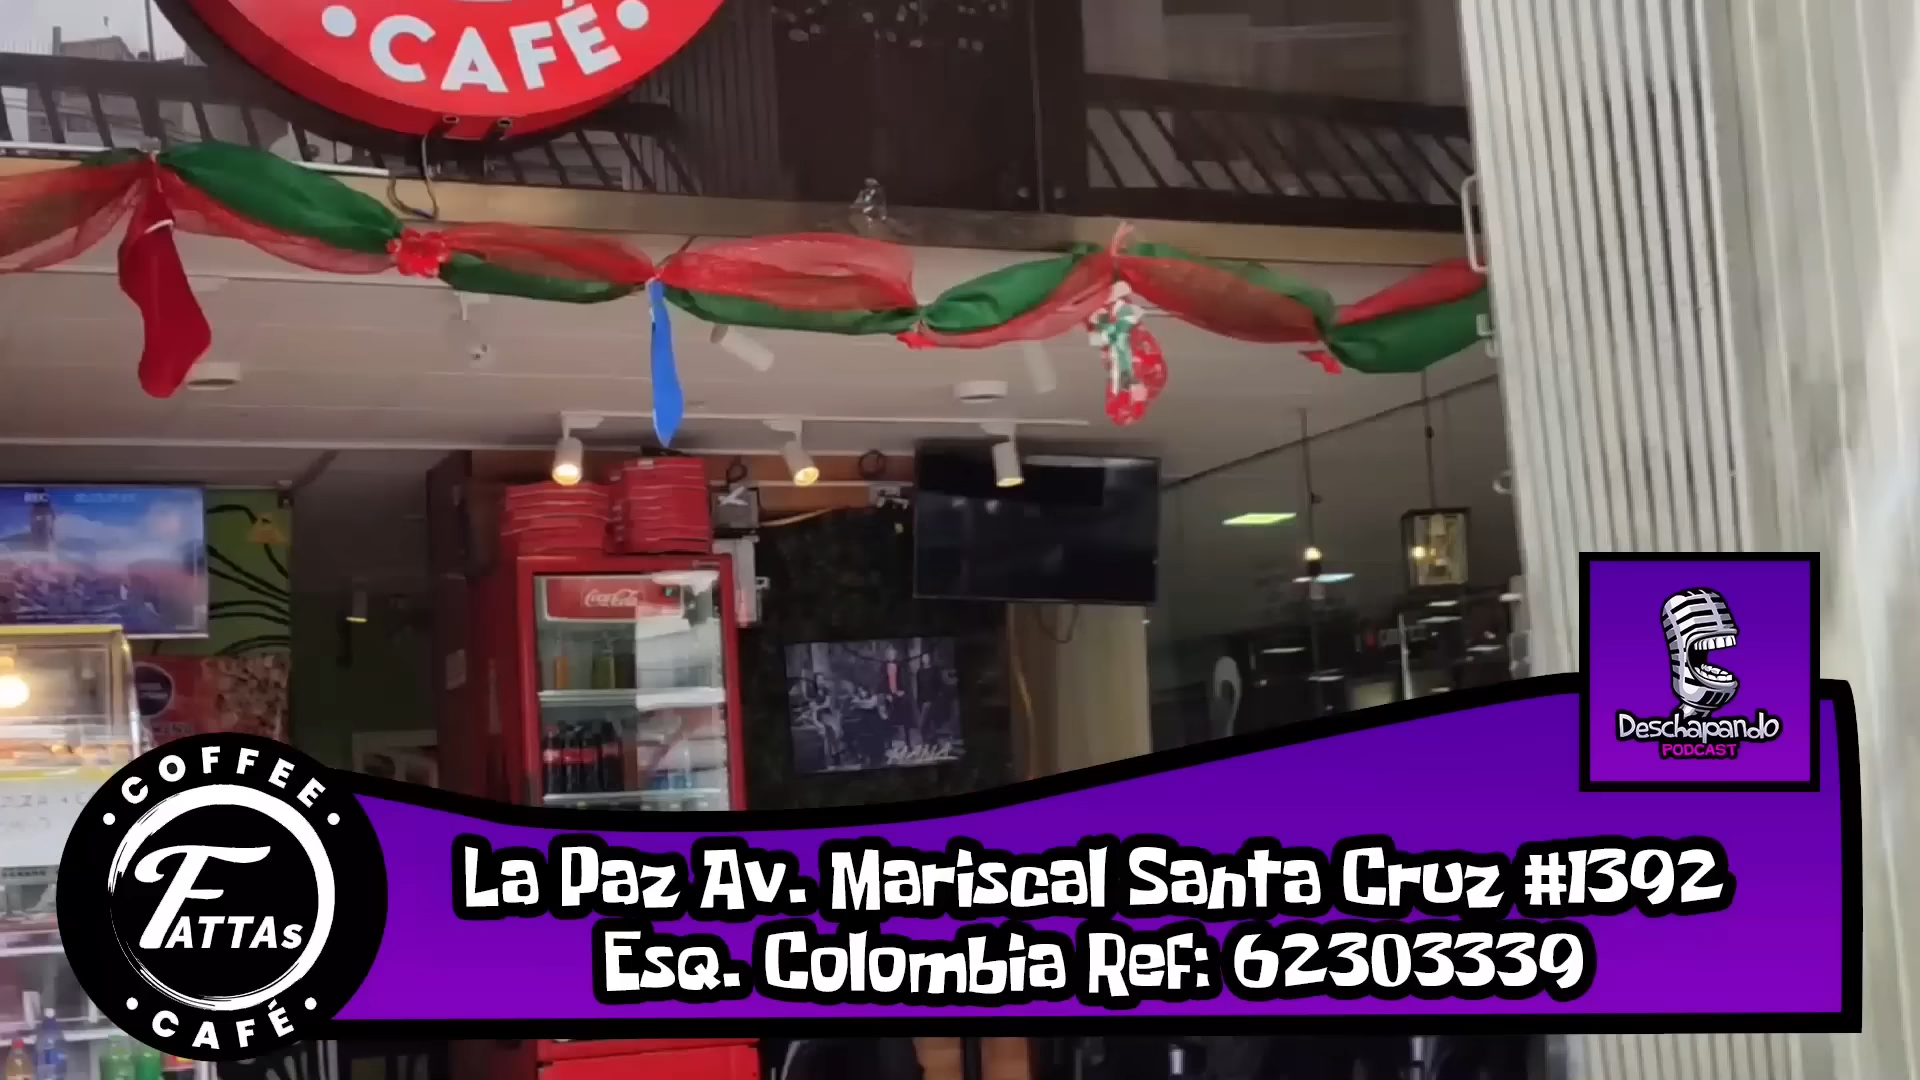 CAFÉ
Coca-Cola
MANA
Deschapando
PODCAST
COFFEE
FATTAS
CAFÉ
La Paz Av. Mariscal Santa Cruz #1392
Esq. Colombia Ref: 62303339